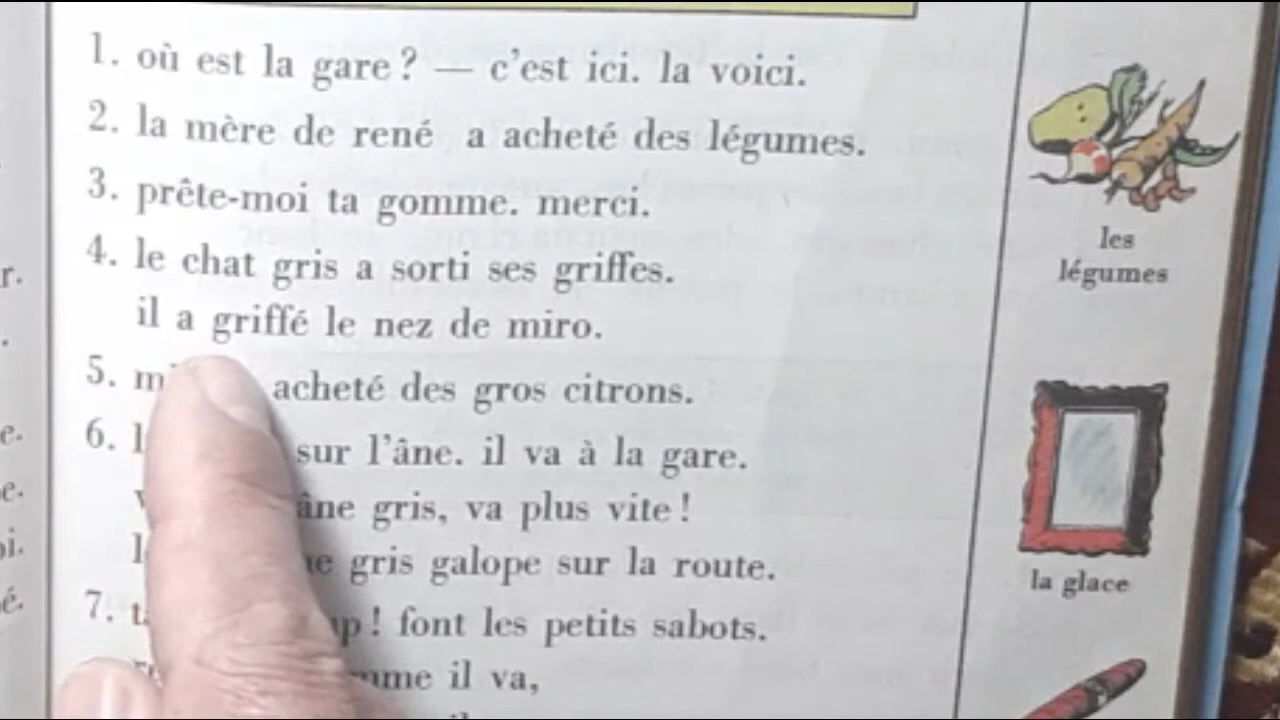 1. où est la gare ? — c'est ici. la voici.
2. la mère de rené a acheté des légumes.
3. prête-moi ta gomme. merci.
4. le chat gris a sorti ses griffes.
il a griffé le nez de miro.
5. acheté des gros citrons.
6. sur l'âne. il va à la gare.
âne gris, va plus vite !
gris galope sur la route.
7. font les petits sabots.
il va,
les
légumes
la glace